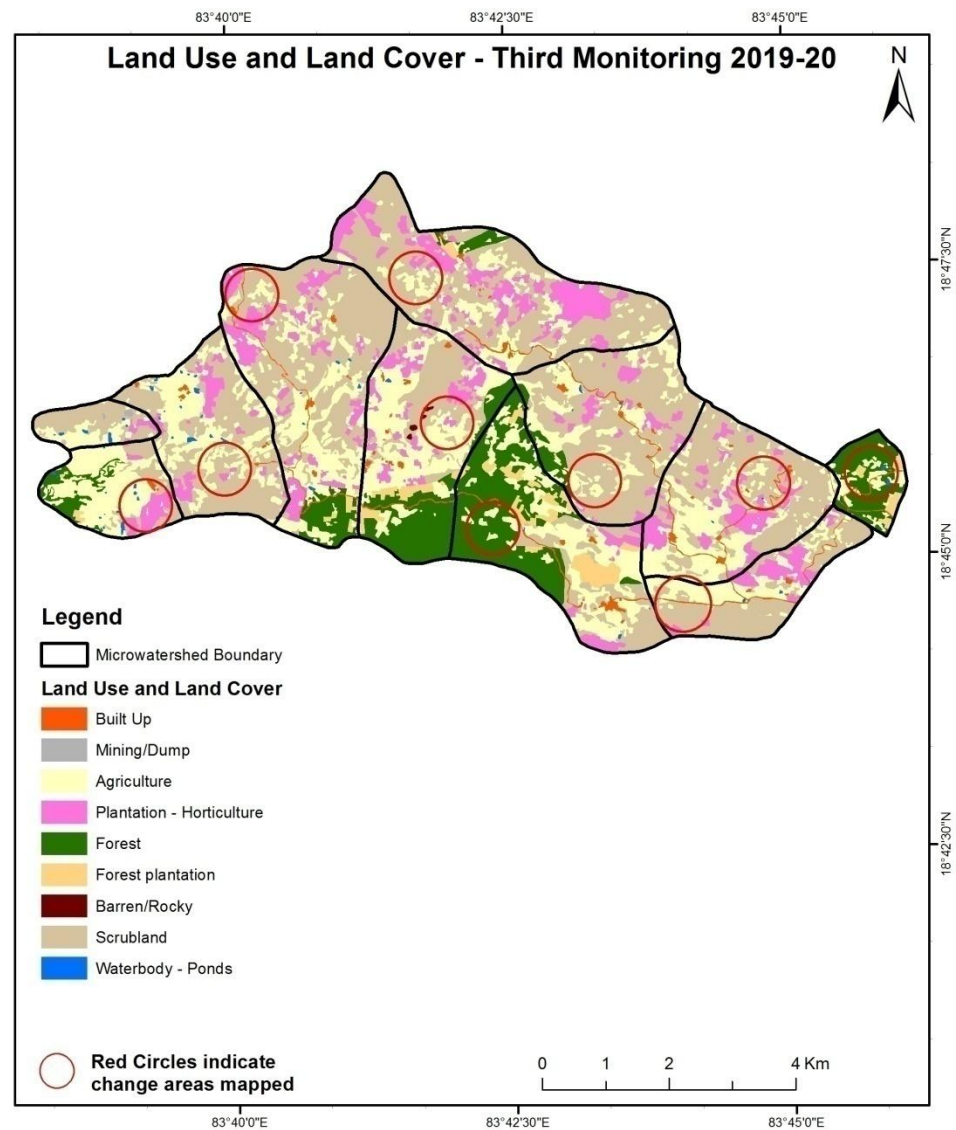 83°40'0"E 83°42'30"E 83°45'0"E
Land Use and Land Cover - Third Monitoring 2019-20
N
18°47'30"N
18°45'0"N
Legend
Microwatershed Boundary
Land Use and Land Cover
Built Up
Mining/Dump
Agriculture
Plantation - Horticulture
Forest
18°42'30"N
Forest plantation
Barren/Rocky
Scrubland
Waterbody - Ponds
Red Circles indicate
change areas mapped
0 1 2 4 Km
83°40'0"E 83°42'30"E 83°45'0"E